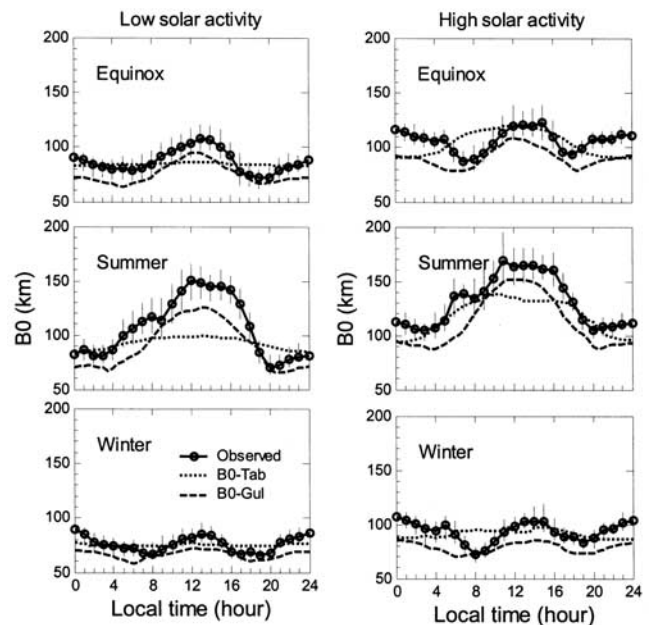 Low solar activity
High solar activity
200
150
100
50
Equinox
200
150
100
50
Equinox
B0 (km)
200
150
100
50
Summer
B0 (km)
200
150
100
50
Summer
200
150
100
50
Winter
Observed
B0-Tab
B0-Gul
200
150
100
50
Winter
0 4 8 12 16 20 24
0 4 8 12 16 20 24
Local time (hour)
Local time (hour)